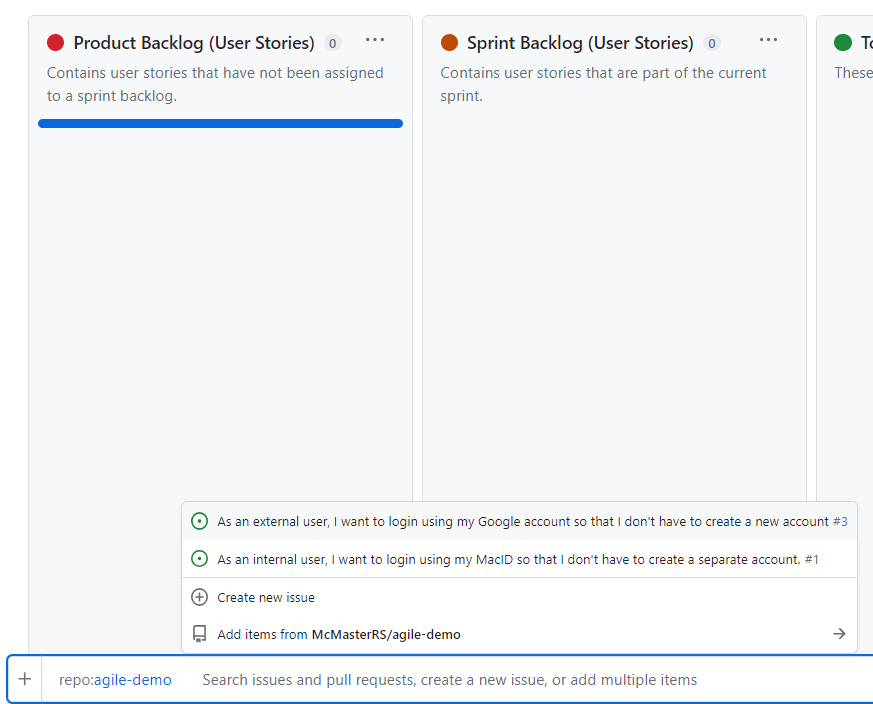 Product Backlog (User Stories) 0 ...
Contains user stories that have not been assigned
to a sprint backlog.
Sprint Backlog (User Stories) 0 ...
Contains user stories that are part of the current
sprint.
These
As an external user, I want to login using my Google account so that I don't have to create a new account #3
As an internal user, I want to login using my MacID so that I don't have to create a separate account. #1
Create new issue
Add items from McMasterRS/agile-demo →
+ repo:agile-demo Search issues and pull requests, create a new issue, or add multiple items